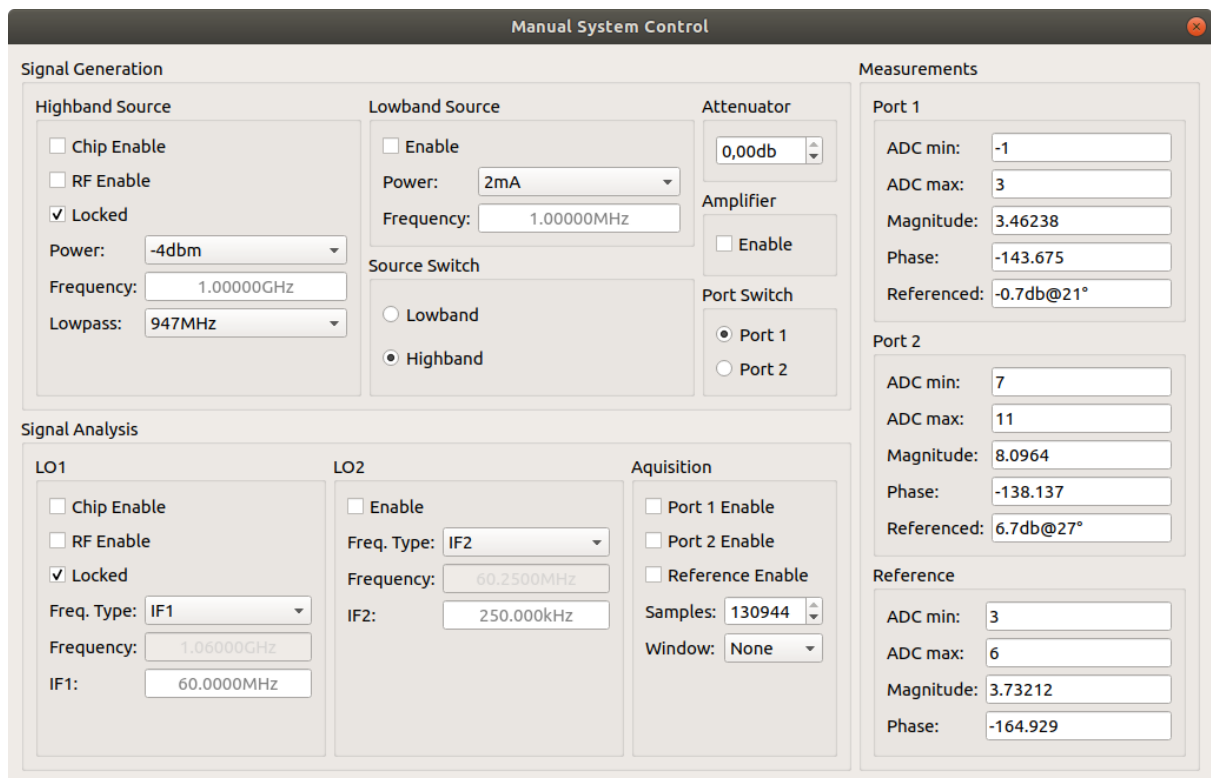 Manual System Control
Signal Generation
Highband Source
Chip Enable
RF Enable
Locked
Power: -4dbm
Frequency: 1.00000GHz
Lowpass: 947MHz
Lowband Source
Enable
Power: 2mA
Frequency: 1.00000MHz
Source Switch
Lowband
Highband
Attenuator
0,00db
Amplifier
Enable
Port Switch
Port 1
Port 2
Signal Analysis
LO1
Chip Enable
RF Enable
Locked
Freq. Type: IF1
Frequency: 1.06000GHz
IF1: 60.0000MHz
LO2
Enable
Freq. Type: IF2
Frequency: 60.2500MHz
IF2: 250.000kHz
Aquisition
Port 1 Enable
Port 2 Enable
Reference Enable
Samples: 130944
Window: None
Measurements
Port 1
ADC min: -1
ADC max: 3
Magnitude: 3.46238
Phase: -143.675
Referenced: -0.7db@21°
Port 2
ADC min: 7
ADC max: 11
Magnitude: 8.0964
Phase: -138.137
Referenced: 6.7db@27°
Reference
ADC min: 3
ADC max: 6
Magnitude: 3.73212
Phase: -164.929